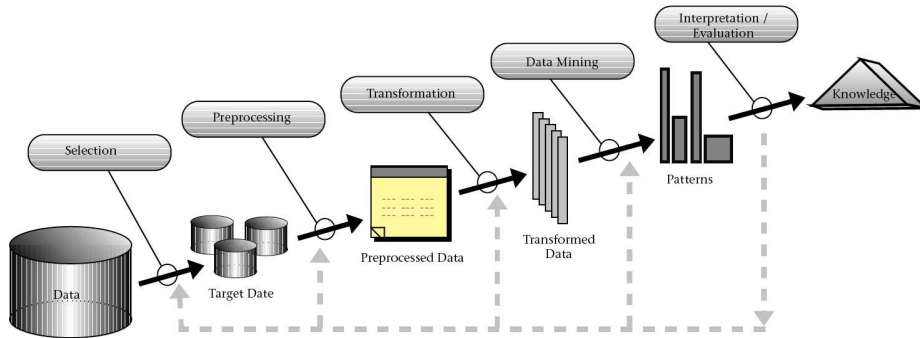 Interpretation /
Evaluation
Data Mining
Transformation
Preprocessing
Selection
Data
Target Date
Preprocessed Data
Transformed
Data
Patterns
Knowledge